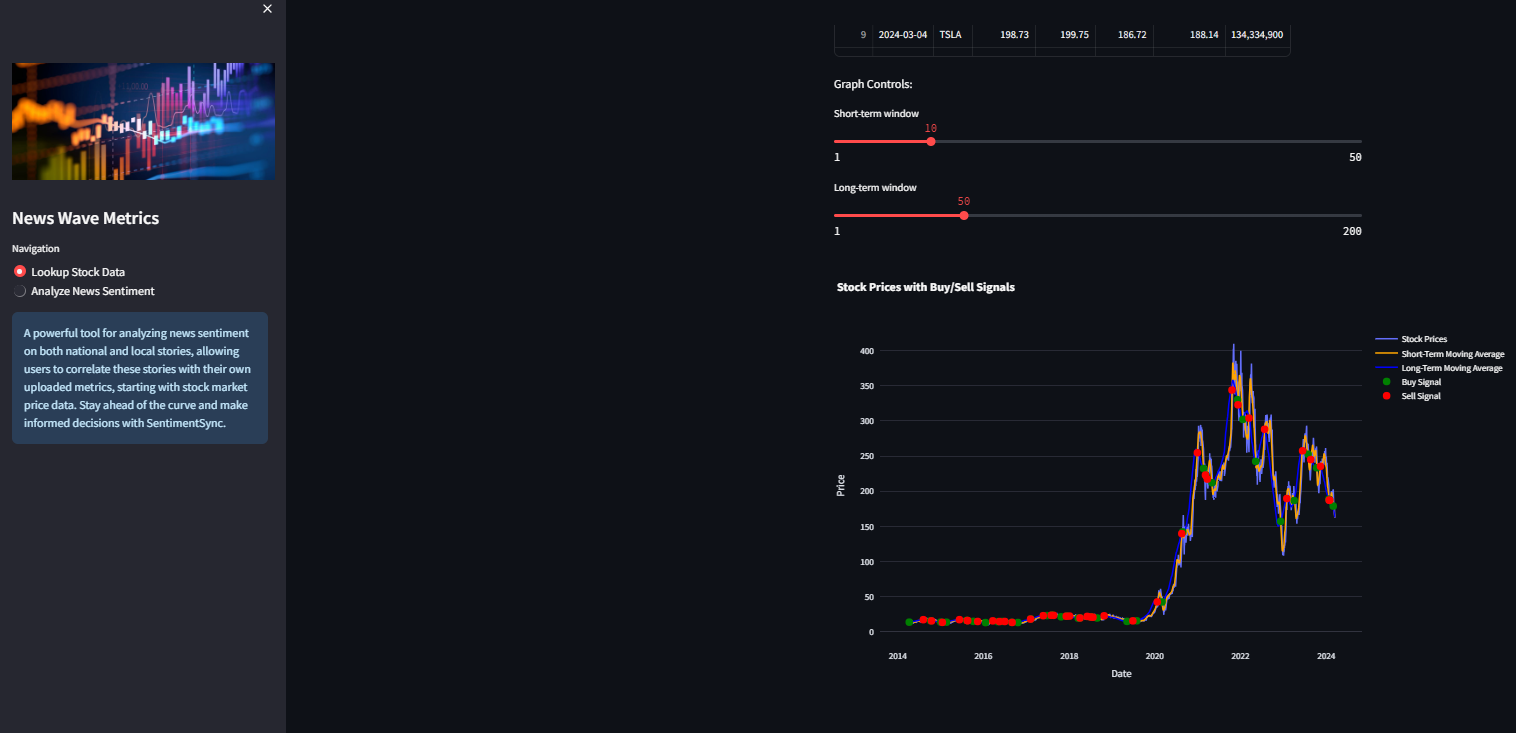 ×
News Wave Metrics
Navigation
Lookup Stock Data
Analyze News Sentiment
A powerful tool for analyzing news sentiment
on both national and local stories, allowing
users to correlate these stories with their own
uploaded metrics, starting with stock market
price data. Stay ahead of the curve and make
informed decisions with SentimentSync.
9 2024-03-04 TSLA 198.73 199.75 186.72 188.14 134,334,900
Graph Controls:
Short-term window
10
1 50
Long-term window
50
1 200
Stock Prices with Buy/Sell Signals
Stock Prices
Short-Term Moving Average
Long-Term Moving Average
Buy Signal
Sell Signal
400
350
300
250
200
150
100
50
0
Price
2014 2016 2018 2020 2022 2024
Date